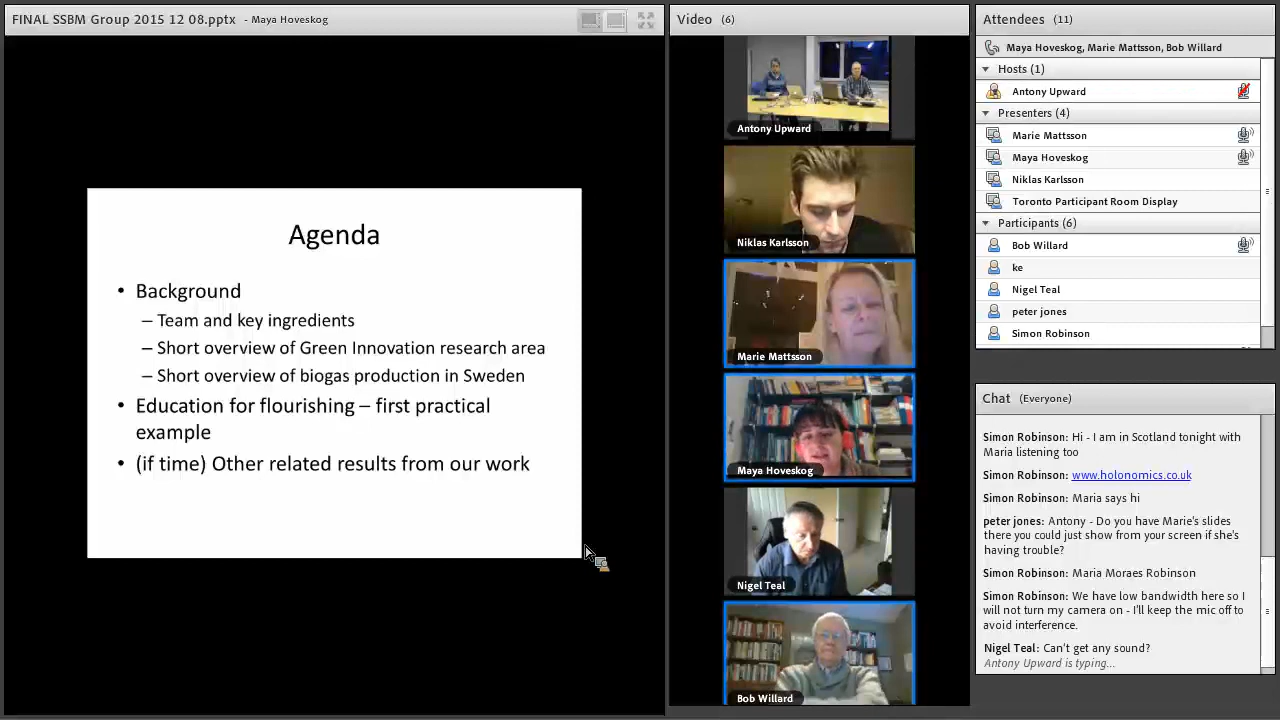 FINAL SSBM Group 2015 12 08.pptx - Maya Hoveskog
Agenda
• Background
– Team and key ingredients
– Short overview of Green Innovation research area
– Short overview of biogas production in Sweden
• Education for flourishing – first practical
example
• (if time) Other related results from our work
Video (6)
Antony Upward
Niklas Karlsson
Marie Mattsson
Maya Hoveskog
Nigel Teal
Bob Willard
Attendees (11)
Maya Hoveskog, Marie Mattsson, Bob Willard
Hosts (1)
Antony Upward
Presenters (4)
Marie Mattsson
Maya Hoveskog
Niklas Karlsson
Toronto Participant Room Display
Participants (6)
Bob Willard
ke
Nigel Teal
peter jones
Simon Robinson
Chat (Everyone)
Simon Robinson: Hi - I am in Scotland tonight with
Maria listening too
Simon Robinson: www.holonomics.co.uk
Simon Robinson: Maria says hi
peter jones: Antony - Do you have Marie's slides
there you could just show from your screen if she's
having trouble?
Simon Robinson: Maria Moraes Robinson
Simon Robinson: We have low bandwidth here so I
will not turn my camera on - I'll keep the mic off to
avoid interference.
Nigel Teal: Can't get any sound?
Antony Upward is typing...